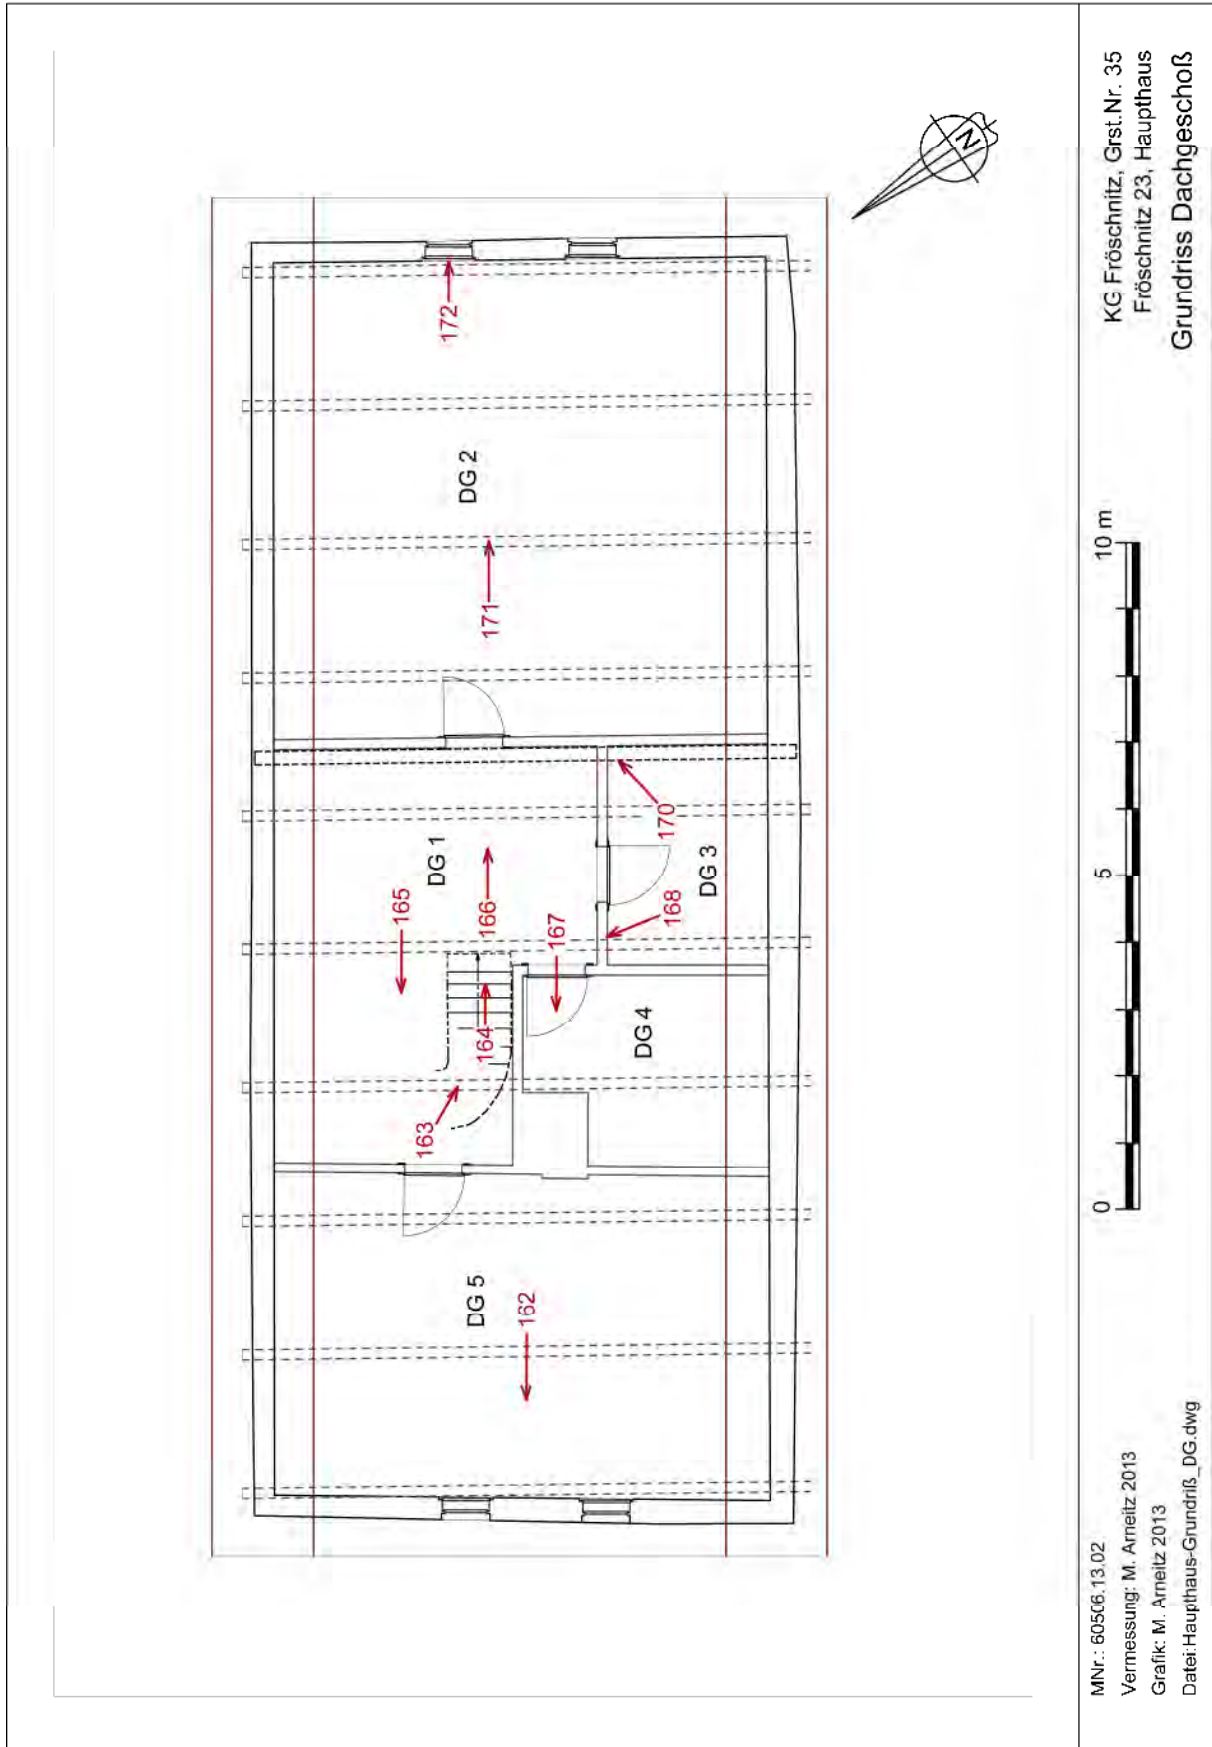 KG Fröschnitz, Grst.Nr. 35
Fröschnitz 23, Haupthaus
Grundriss Dachgeschoß
172
DG 2
171
170
DG 1
DG 3
165
166
168
167
164
DG 4
163
DG 5
162
0
5
10 m
MNr.: 60506.13.02
Vermessung: M. Arneitz 2013
Grafik: M. Arneitz 2013
Datei:Haupthaus-Grundriß_DG.dwg
N